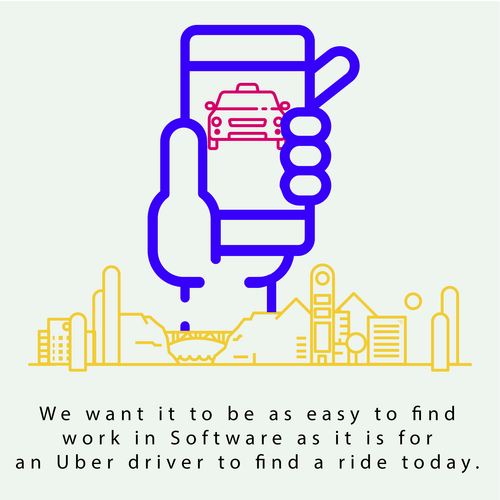 We want it to be as easy to find
work in Software as it is for
an Uber driver to find a ride today.